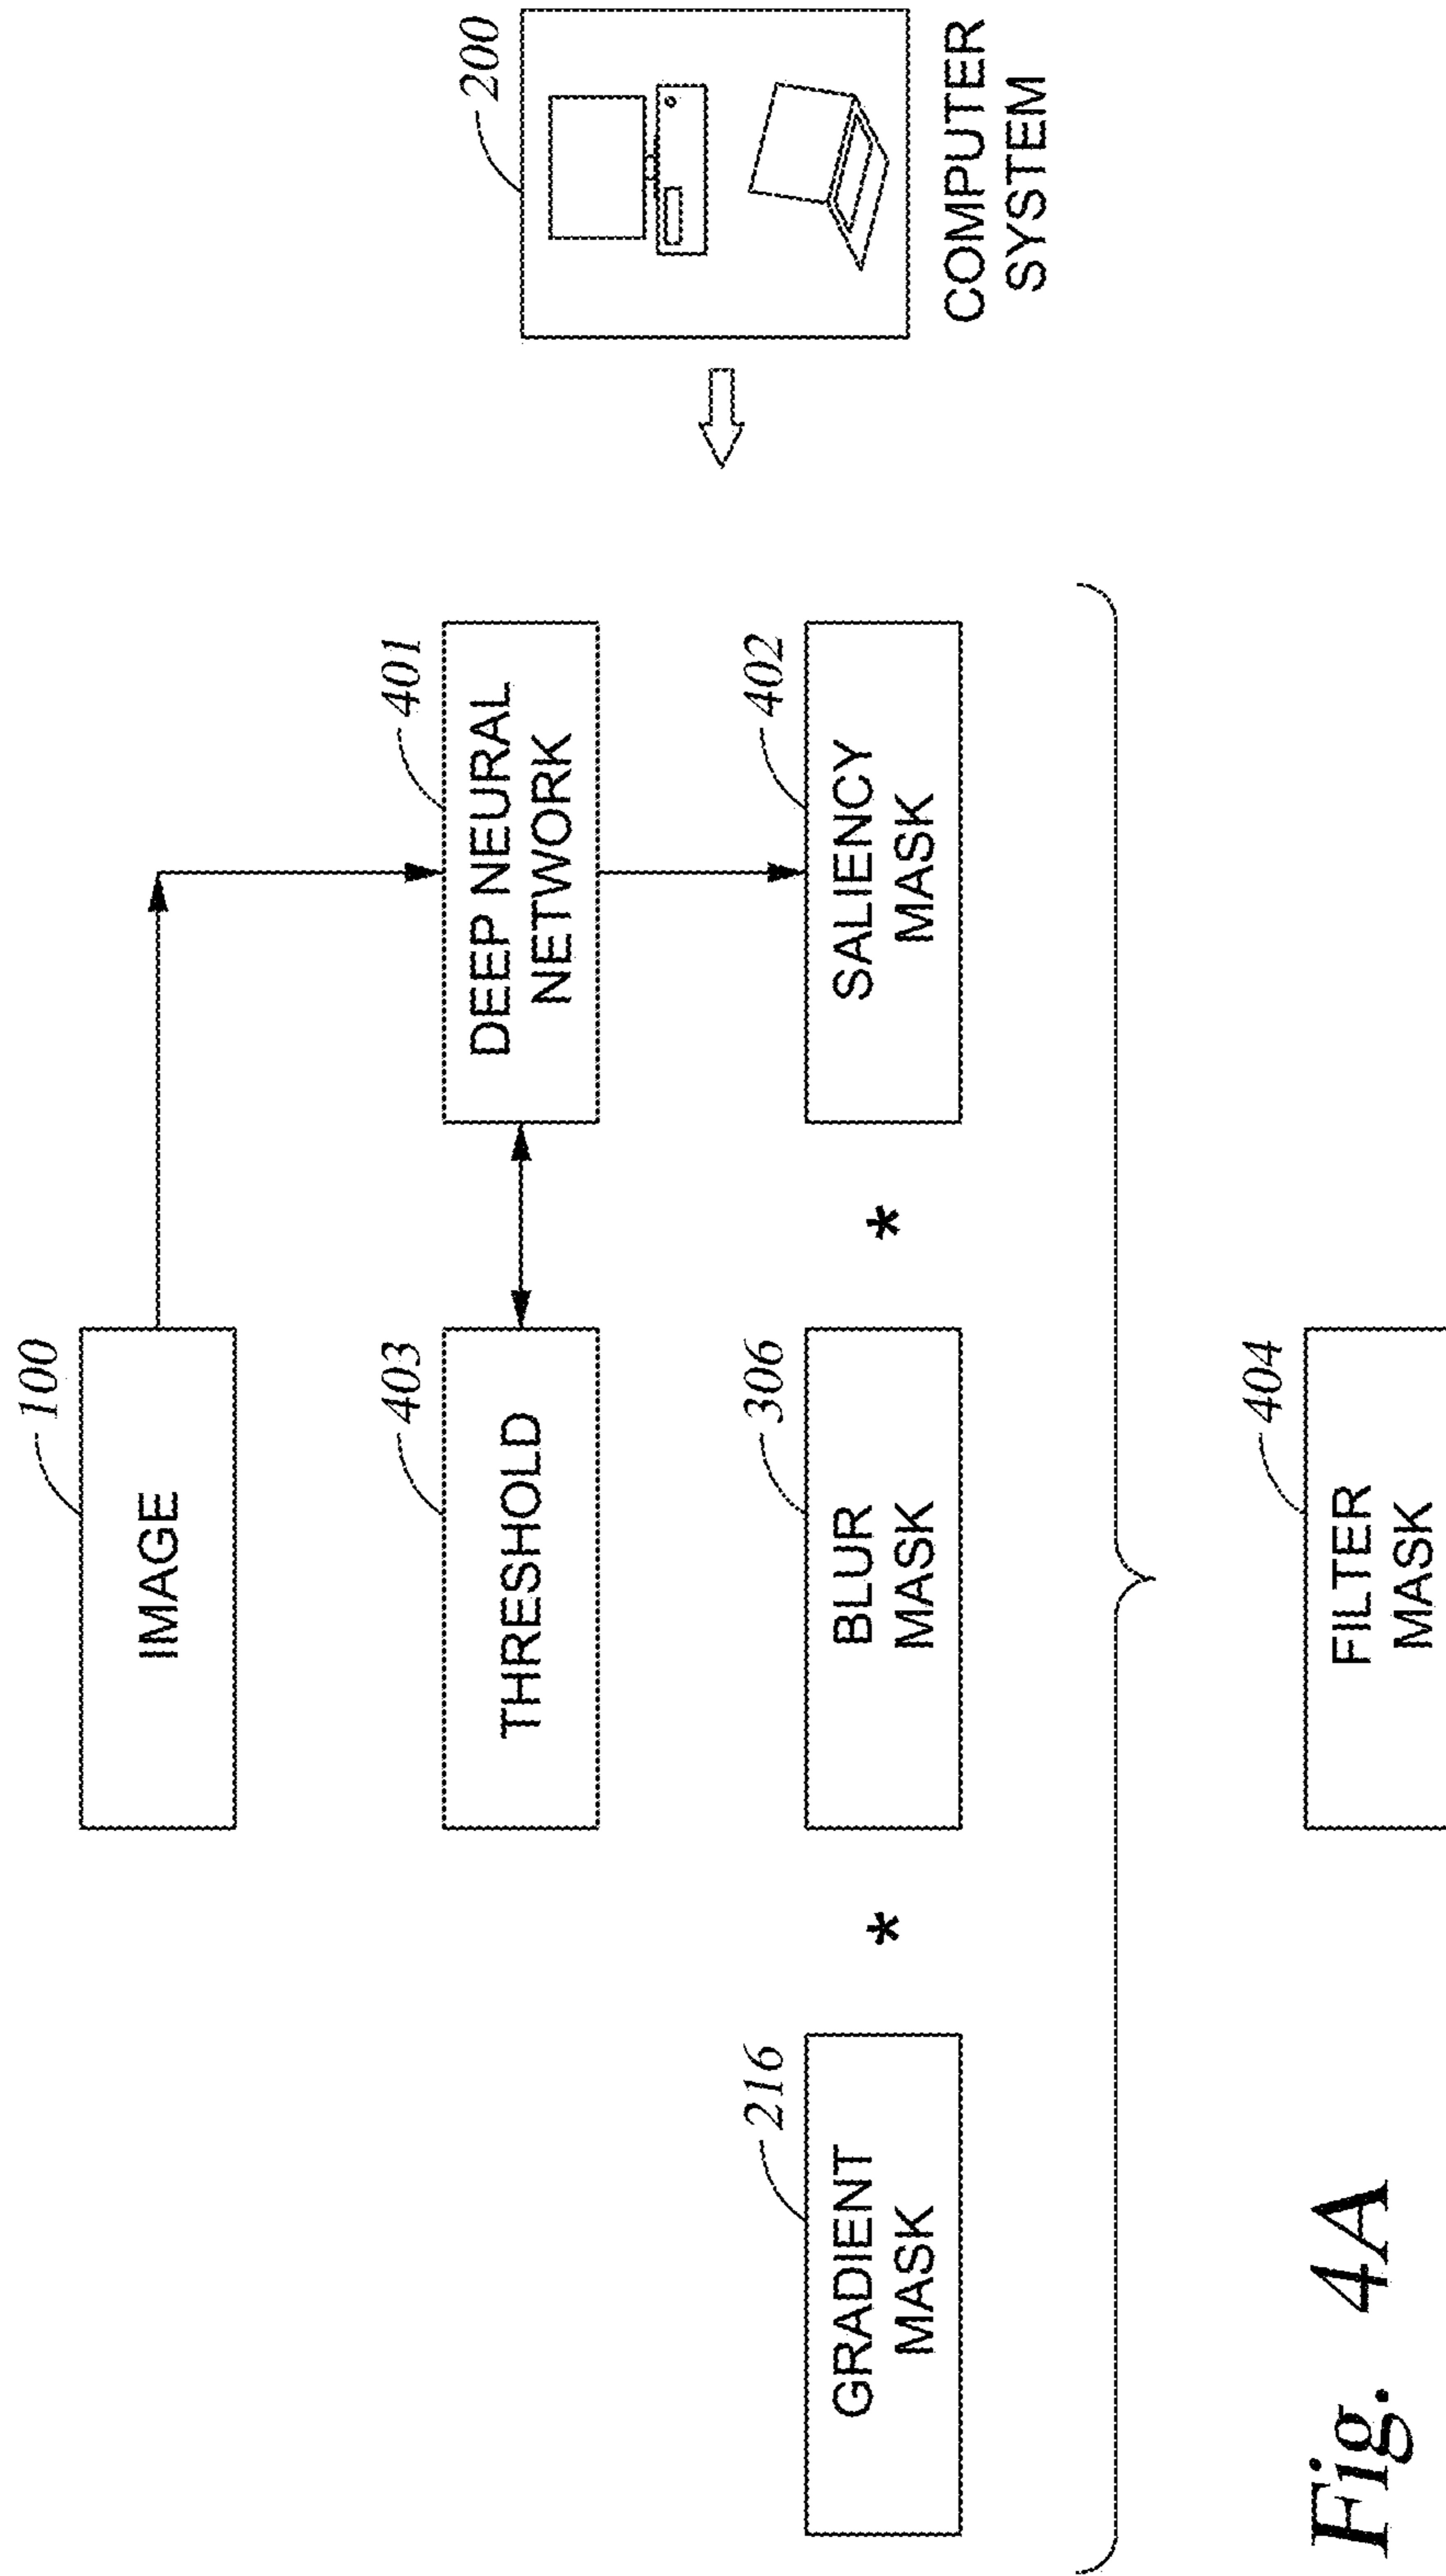 100
IMAGE
403
THRESHOLD
401
DEEP NEURAL
NETWORK
200
COMPUTER
SYSTEM
216
GRADIENT
MASK
*
306
BLUR
MASK
*
402
SALIENCY
MASK
404
FILTER
MASK
Fig. 4A